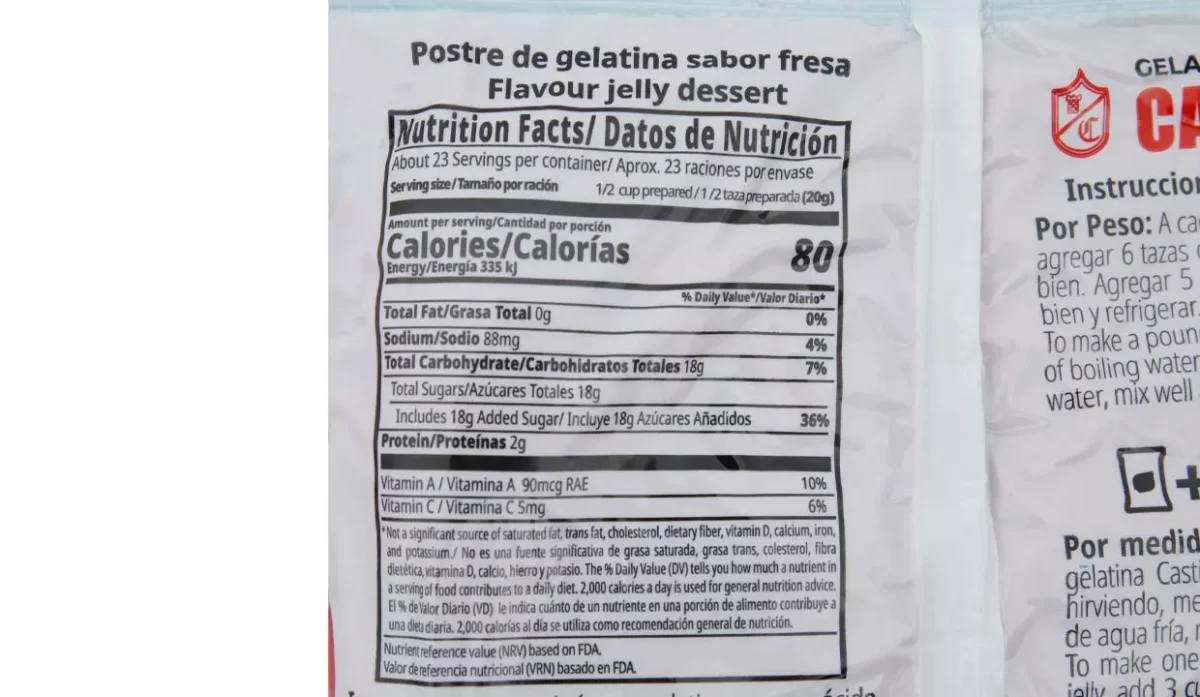 Postre de gelatina sabor fresa
Flavour jelly dessert
Nutrition Facts/ Datos de Nutrición
About 23 Servings per container/ Aprox. 23 raciones por envase
Serving size/Tamaño por ración 1/2 cup prepared/1/2 taza preparada (20g)
Amount per serving/Cantidad por porción
Calories/Calorías 80
Energy/Energía 335 kJ
% Daily Value*/Valor Diario*
Total Fat/Grasa Total 0g 0%
Sodium/Sodio 88mg 4%
Total Carbohydrate/Carbohidratos Totales 18g 7%
Total Sugars/Azúcares Totales 18g
Includes 18g Added Sugar/ Incluye 18g Azúcares Añadidos 36%
Protein/Proteínas 2g
Vitamin A / Vitamina A 90mcg RAE 10%
Vitamin C / Vitamina C 5mg 6%
*Not a significant source of saturated fat, trans fat, cholesterol, dietary fiber, vitamin D, calcium, iron,
and potassium./ No es una fuente significativa de grasa saturada, grasa trans, colesterol, fibra
dietética, vitamina D, calcio, hierro y potasio. The % Daily Value (DV) tells you how much a nutrient in
a serving of food contributes to a daily diet. 2,000 calories a day is used for general nutrition advice.
El % de Valor Diario (VD) le indica cuánto de un nutriente en una porción de alimento contribuye a
una dieta diaria. 2,000 calorías al día se utiliza como recomendación general de nutrición.
Nutrient reference value (NRV) based on FDA.
Valor de referencia nutricional (VRN) basado en FDA.
GELA
C
CA
Instruccion
Por Peso: A ca
agregar 6 tazas
bien. Agregar 5
bien y refrigerar.
To make a poun
of boiling water
water, mix well
+
Por medid
gelatina Casti
hirviendo, me
de agua fría,
To make one
jelly, add 3 c